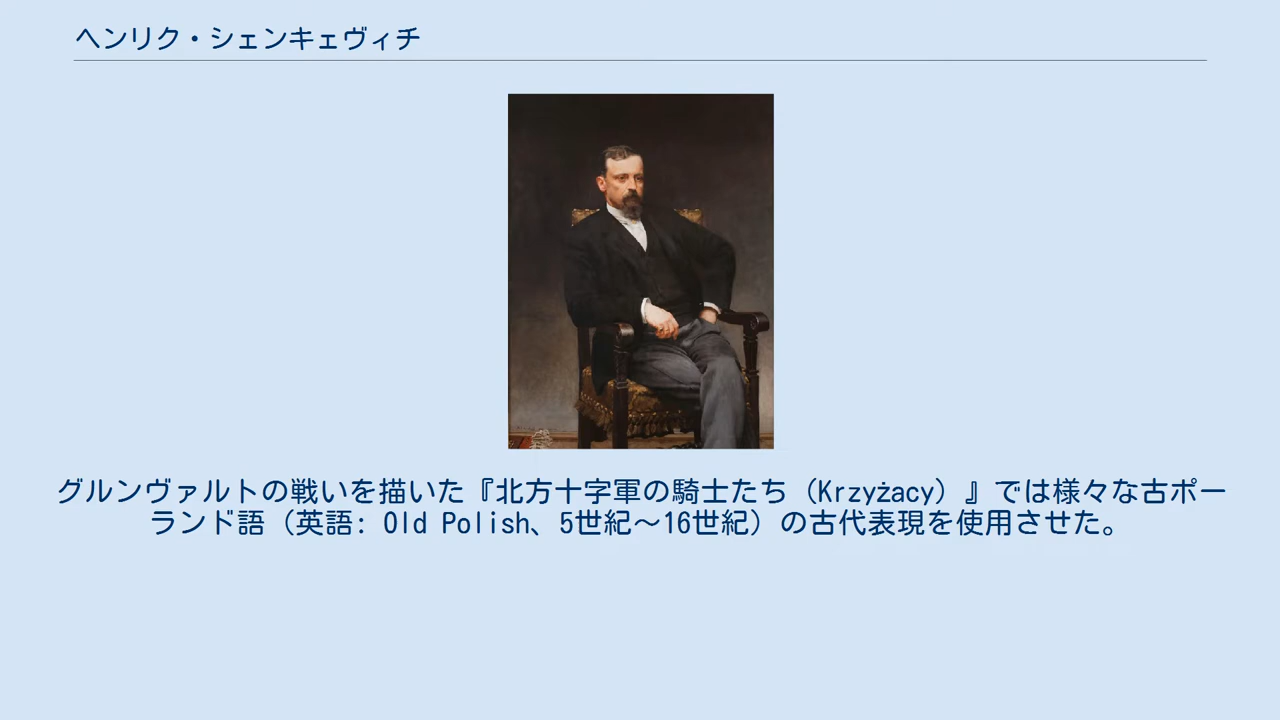 ヘンリク・シェンキェヴィチ
グルンヴァルトの戦いを描いた『北方十字軍の騎士たち（Krzyżacy）』では様々な古ポー
ランド語（英語: Old Polish、5世紀～16世紀）の古代表現を使用させた。